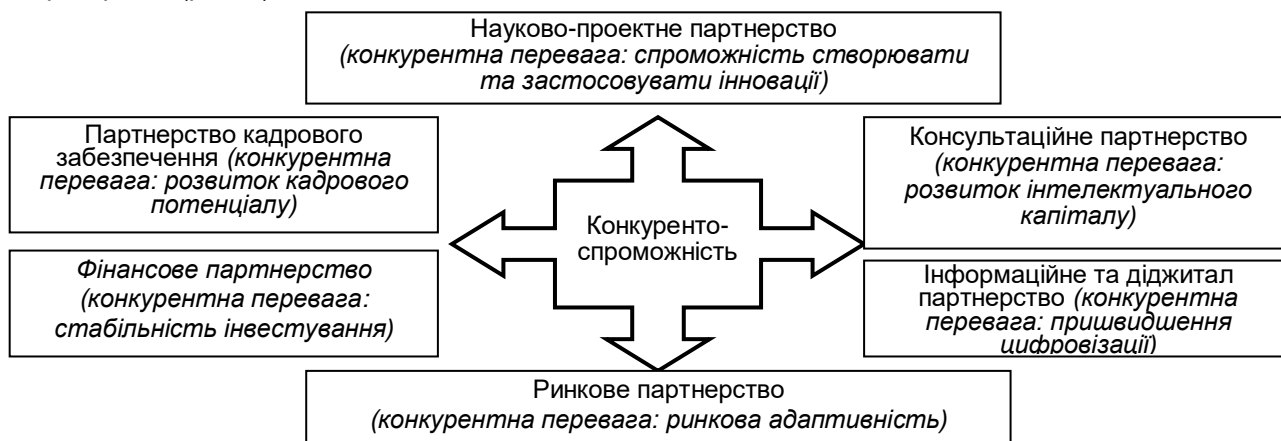 Науково-проектне партнерство
(конкурентна перевага: спроможність створювати
та застосовувати інновації)
Партнерство кадрового
забезпечення (конкурентна
перевага: розвиток кадрового
потенціалу)
Консультаційне партнерство
(конкурентна перевага:
розвиток інтелектуального
капіталу)
Конкуренто-
спроможність
Фінансове партнерство
(конкурентна перевага:
стабільність інвестування)
Інформаційне та діджитал
партнерство (конкурентна
перевага: пришвидшення
цифровізації)
Ринкове партнерство
(конкурентна перевага: ринкова адаптивність)